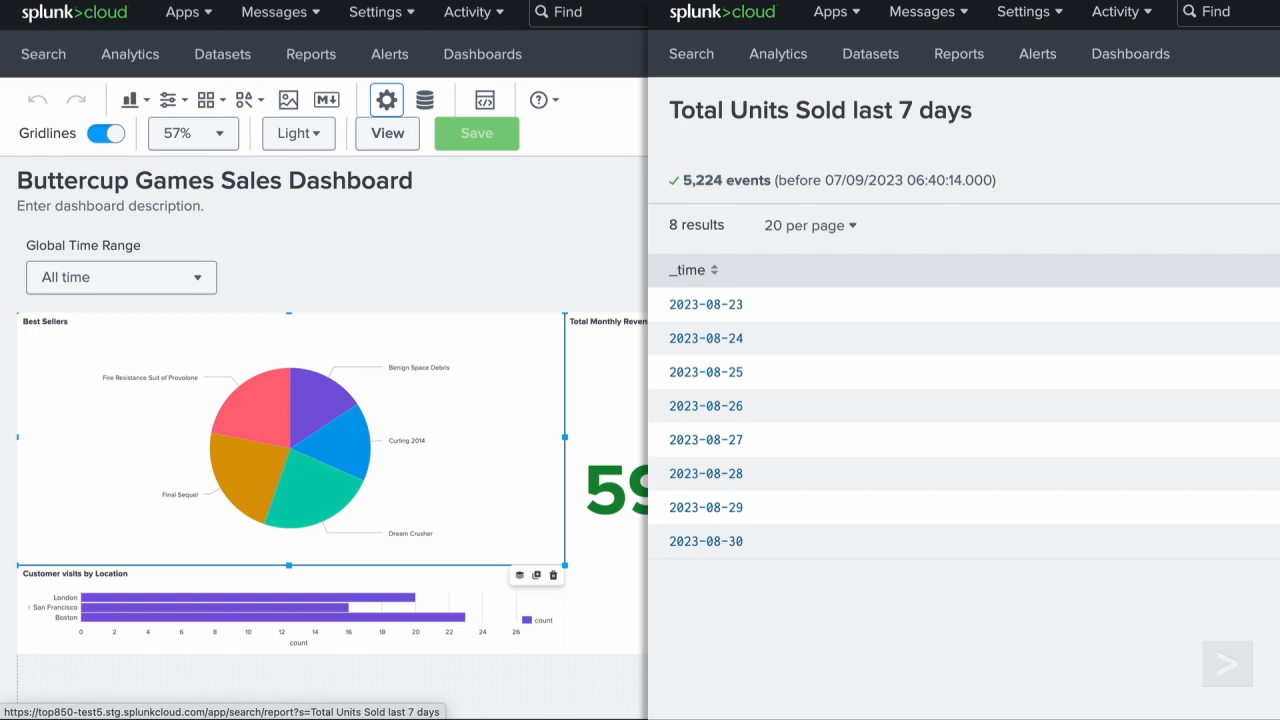 splunk>cloud Apps Messages Settings Activity Find
Search Analytics Datasets Reports Alerts Dashboards
Gridlines 57% Light View Save
Buttercup Games Sales Dashboard
Enter dashboard description.
Global Time Range
All time
Best Sellers
Fire Resistance Suit of Provolone
Benign Space Debris
Curling 2014
Final Sequel
Dream Crusher
Total Monthly Reven
59
Customer visits by Location
London
San Francisco
Boston
0 2 4 6 8 10 12 14 16 18 20 22 24 26
count
count
https://top850-test5.stg.splunkcloud.com/app/search/report?s=Total Units Sold last 7 days
splunk>cloud Apps Messages Settings Activity Find
Search Analytics Datasets Reports Alerts Dashboards
Total Units Sold last 7 days
5,224 events (before 07/09/2023 06:40:14.000)
8 results 20 per page
_time
2023-08-23
2023-08-24
2023-08-25
2023-08-26
2023-08-27
2023-08-28
2023-08-29
2023-08-30
>